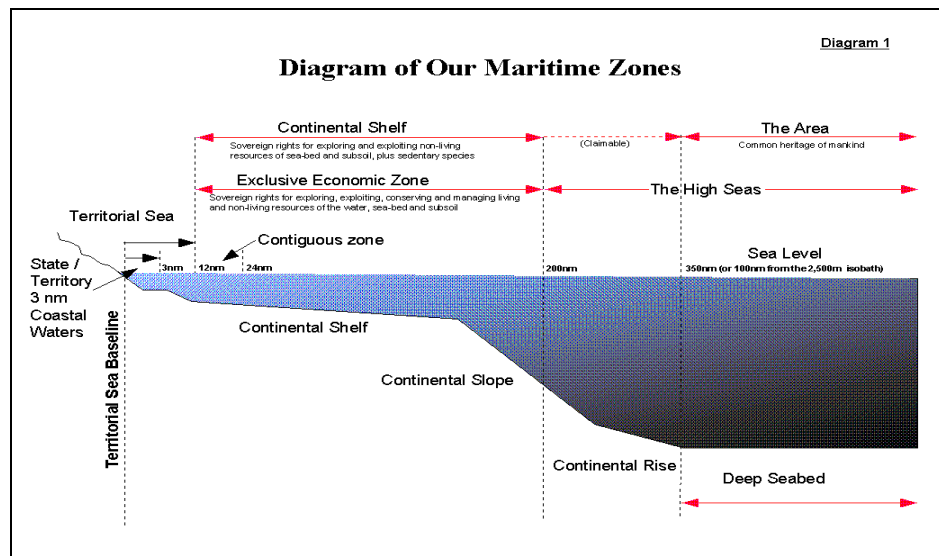 Diagram 1
Diagram of Our Maritime Zones
Continental Shelf
Sovereign rights for exploring and exploiting non-living
resources of sea-bed and subsoil, plus sedentary species
(Claimable)
The Area
Common heritage of mankind
Exclusive Economic Zone
Sovereign rights for exploring, exploiting, conserving and managing living
and non-living resources of the water, sea-bed and subsoil
The High Seas
Territorial Sea
Contiguous zone
State /
Territory
3 nm
Coastal
Waters
3nm
12nm
24nm
200nm
Sea Level
350nm (or 100nm from the 2,500m isobath)
Territorial Sea Baseline
Continental Shelf
Continental Slope
Continental Rise
Deep Seabed